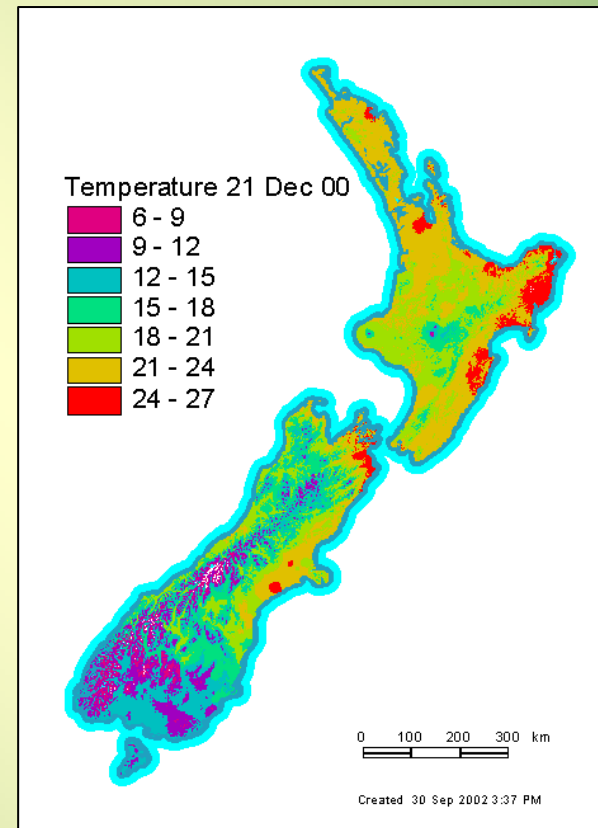 Temperature 21 Dec 00
6 - 9
9 - 12
12 - 15
15 - 18
18 - 21
21 - 24
24 - 27
0 100 200 300 km
Created 30 Sep 2002 3:37 PM